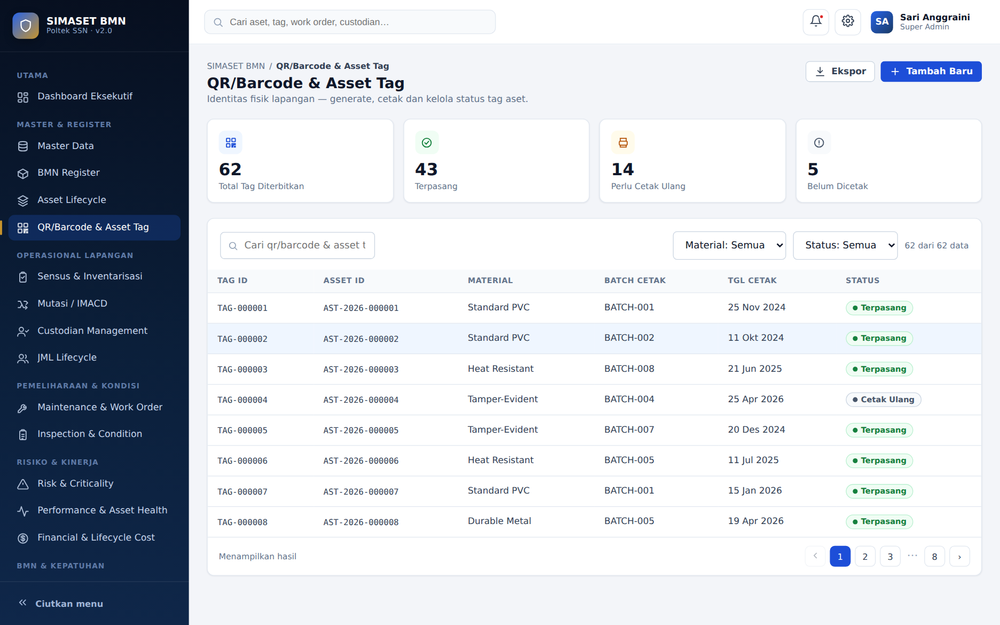 SIMASET BMN
Poltek SSN · v2.0
UTAMA
Dashboard Eksekutif
MASTER & REGISTER
Master Data
BMN Register
Asset Lifecycle
QR/Barcode & Asset Tag
OPERASIONAL LAPANGAN
Sensus & Inventarisasi
Mutasi / IMACD
Custodian Management
JML Lifecycle
PEMELIHARAAN & KONDISI
Maintenance & Work Order
Inspection & Condition
RISIKO & KINERJA
Risk & Criticality
Performance & Asset Health
Financial & Lifecycle Cost
BMN & KEPATUHAN
Ciutkan menu
Cari aset, tag, work order, custodian…
SA
Sari Anggraini
Super Admin
SIMASET BMN / QR/Barcode & Asset Tag
QR/Barcode & Asset Tag
Identitas fisik lapangan — generate, cetak dan kelola status tag aset.
Ekspor
Tambah Baru
62
Total Tag Diterbitkan
43
Terpasang
14
Perlu Cetak Ulang
5
Belum Dicetak
Cari qr/barcode & asset t
Material: Semua
Status: Semua
62 dari 62 data
TAG ID ASSET ID MATERIAL BATCH CETAK TGL CETAK STATUS
TAG-000001 AST-2026-000001 Standard PVC BATCH-001 25 Nov 2024 Terpasang
TAG-000002 AST-2026-000002 Standard PVC BATCH-002 11 Okt 2024 Terpasang
TAG-000003 AST-2026-000003 Heat Resistant BATCH-008 21 Jun 2025 Terpasang
TAG-000004 AST-2026-000004 Tamper-Evident BATCH-004 25 Apr 2026 Cetak Ulang
TAG-000005 AST-2026-000005 Tamper-Evident BATCH-007 20 Des 2024 Terpasang
TAG-000006 AST-2026-000006 Heat Resistant BATCH-005 11 Jul 2025 Terpasang
TAG-000007 AST-2026-000007 Standard PVC BATCH-001 15 Jan 2026 Terpasang
TAG-000008 AST-2026-000008 Durable Metal BATCH-005 19 Apr 2026 Terpasang
Menampilkan hasil
‹ 1 2 3 ··· 8 ›